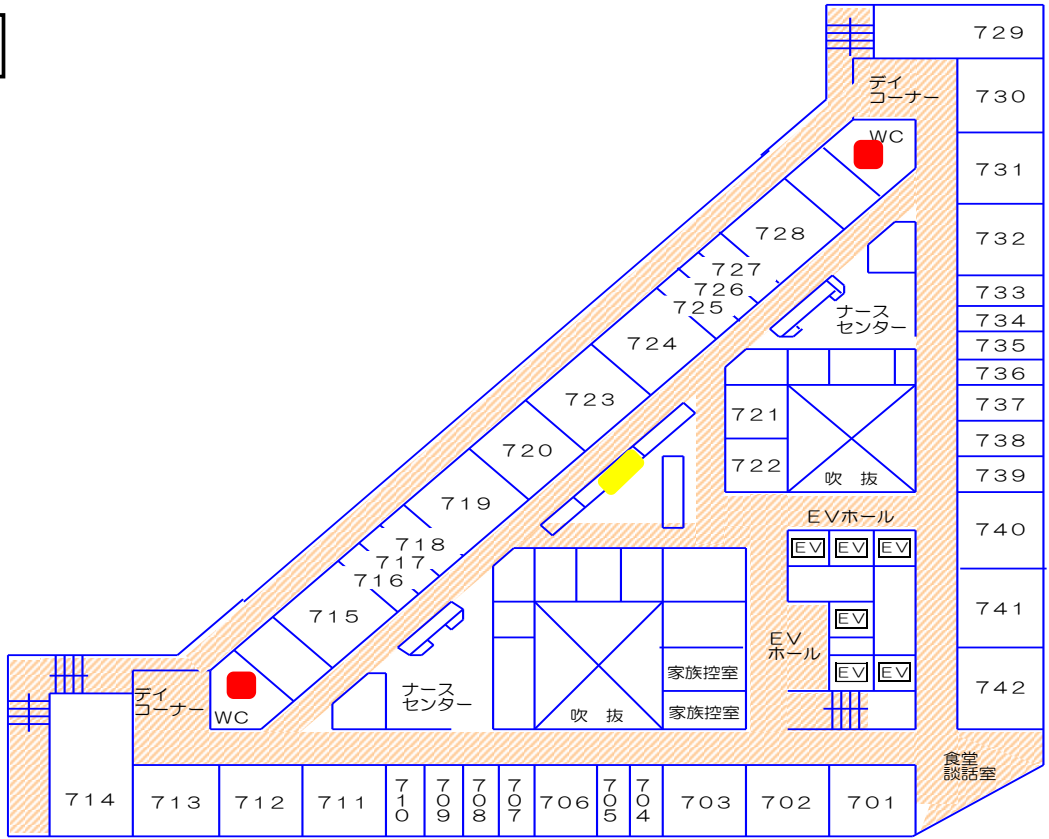 729
デイ
コーナー
730
WC
731
728
732
727
726
725
733
ナース
センター
734
724
735
736
723
721
737
720
738
722
739
吹 抜
719
EVホール
740
718
EV EV EV
717
716
715
741
EV
EV
ホール
家族控室
EV EV
デイ
コーナー
ナース
センター
742
WC
吹 抜
家族控室
食堂
談話室
714
713
712
711
710
709
708
707
706
705
704
703
702
701